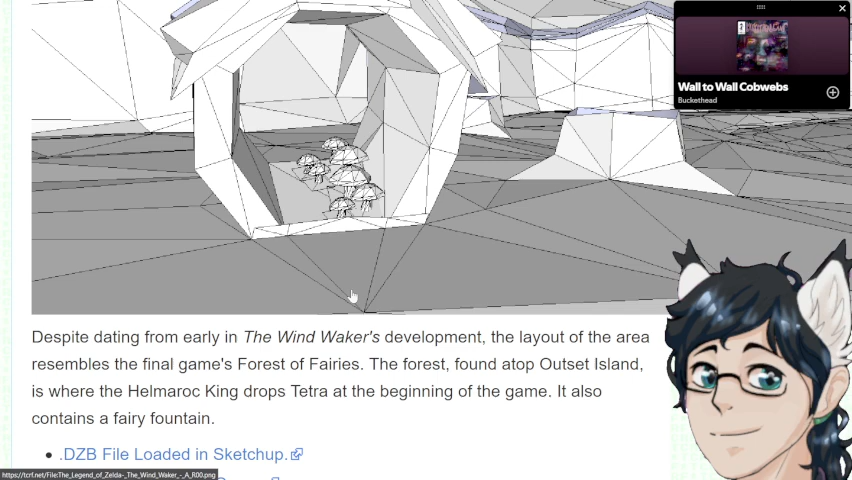 Wall to Wall Cobwebs
Buckethead
Despite dating from early in The Wind Waker's development, the layout of the area
resembles the final game's Forest of Fairies. The forest, found atop Outset Island,
is where the Helmaroc King drops Tetra at the beginning of the game. It also
contains a fairy fountain.
.DZB File Loaded in Sketchup.
https://tcrf.net/File:The_Legend_of_Zelda-_The_Wind_Waker_-_A_R00.png